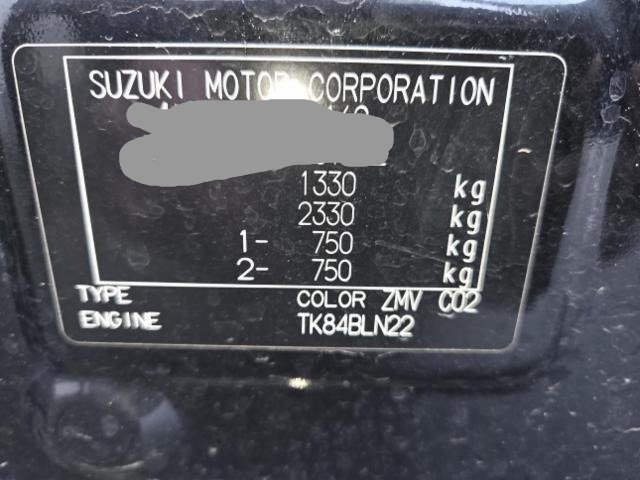 SUZUKI MOTOR CORPORATION
1330 kg
2330 kg
1- 750 kg
2- 750 kg
TYPE COLOR ZMV C02
ENGINE TK84BLN22